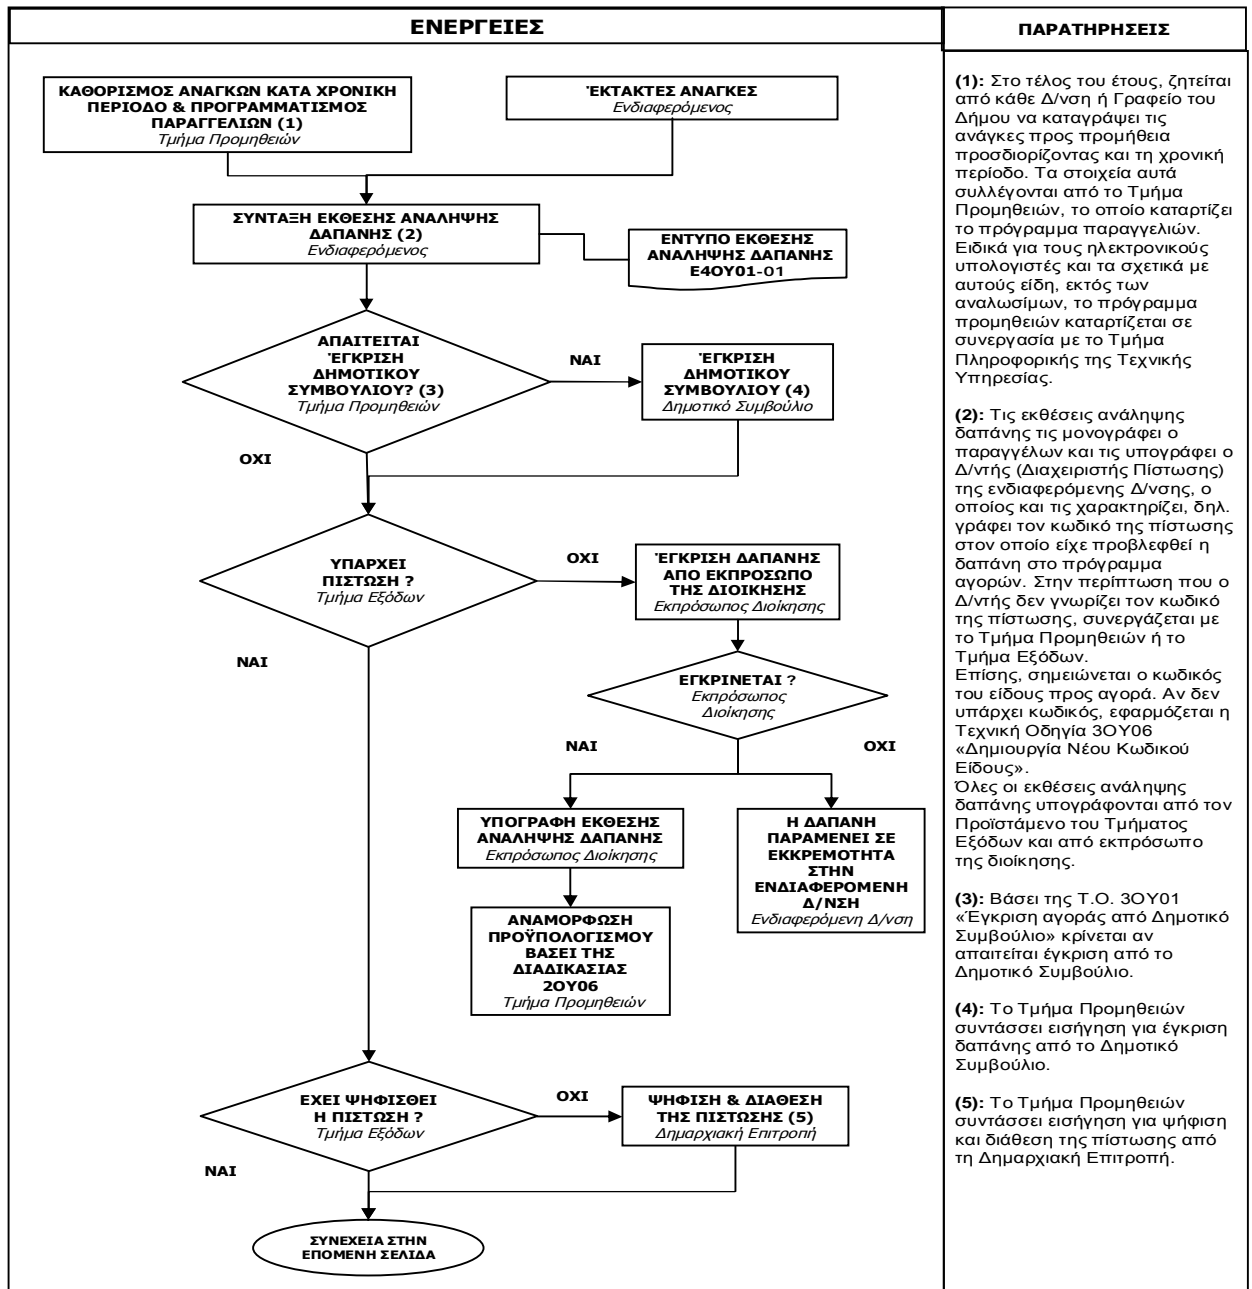 ΕΝΕΡΓΕΙΕΣ
ΠΑΡΑΤΗΡΗΣΕΙΣ
ΚΑΘΟΡΙΣΜΟΣ ΑΝΑΓΚΩΝ ΚΑΤΑ ΧΡΟΝΙΚΗ
ΠΕΡΙΟΔΟ & ΠΡΟΓΡΑΜΜΑΤΙΣΜΟΣ
ΠΑΡΑΓΓΕΛΙΩΝ (1)
Τμήμα Προμηθειών
ΈΚΤΑΚΤΕΣ ΑΝΑΓΚΕΣ
Ενδιαφερόμενος
ΣΥΝΤΑΞΗ ΕΚΘΕΣΗΣ ΑΝΑΛΗΨΗΣ
ΔΑΠΑΝΗΣ (2)
Ενδιαφερόμενος
ΕΝΤΥΠΟ ΕΚΘΕΣΗΣ
ΑΝΑΛΗΨΗΣ ΔΑΠΑΝΗΣ
Ε4ΟΥ01-01
ΑΠΑΙΤΕΙΤΑΙ
ΈΓΚΡΙΣΗ
ΔΗΜΟΤΙΚΟΥ
ΣΥΜΒΟΥΛΙΟΥ? (3)
Τμήμα Προμηθειών
ΝΑΙ
ΈΓΚΡΙΣΗ
ΔΗΜΟΤΙΚΟΥ
ΣΥΜΒΟΥΛΙΟΥ (4)
Δημοτικό Συμβούλιο
ΟΧΙ
ΥΠΑΡΧΕΙ
ΠΙΣΤΩΣΗ ?
Τμήμα Εξόδων
ΟΧΙ
ΈΓΚΡΙΣΗ ΔΑΠΑΝΗΣ
ΑΠΟ ΕΚΠΡΟΣΩΠΟ
ΤΗΣ ΔΙΟΙΚΗΣΗΣ
Εκπρόσωπος Διοίκησης
ΝΑΙ
ΕΓΚΡΙΝΕΤΑΙ ?
Εκπρόσωπος
Διοίκησης
ΝΑΙ
ΟΧΙ
ΥΠΟΓΡΑΦΗ ΕΚΘΕΣΗΣ
ΑΝΑΛΗΨΗΣ ΔΑΠΑΝΗΣ
Εκπρόσωπος Διοίκησης
Η ΔΑΠΑΝΗ
ΠΑΡΑΜΕΝΕΙ ΣΕ
ΕΚΚΡΕΜΟΤΗΤΑ
ΣΤΗΝ
ΕΝΔΙΑΦΕΡΟΜΕΝΗ
Δ/ΝΣΗ
Ενδιαφερόμενη Δ/νση
ΑΝΑΜΟΡΦΩΣΗ
ΠΡΟΫΠΟΛΟΓΙΣΜΟΥ
ΒΑΣΕΙ ΤΗΣ
ΔΙΑΔΙΚΑΣΙΑΣ
2ΟΥ06
Τμήμα Προμηθειών
ΕΧΕΙ ΨΗΦΙΣΘΕΙ
Η ΠΙΣΤΩΣΗ ?
Τμήμα Εξόδων
ΟΧΙ
ΨΗΦΙΣΗ & ΔΙΑΘΕΣΗ
ΤΗΣ ΠΙΣΤΩΣΗΣ (5)
Δημαρχιακή Επιτροπή
ΝΑΙ
ΣΥΝΕΧΕΙΑ ΣΤΗΝ
ΕΠΟΜΕΝΗ ΣΕΛΙΔΑ
(1): Στο τέλος του έτους, ζητείται
από κάθε Δ/νση ή Γραφείο του
Δήμου να καταγράψει τις
ανάγκες προς προμήθεια
προσδιορίζοντας και τη χρονική
περίοδο. Τα στοιχεία αυτά
συλλέγονται από το Τμήμα
Προμηθειών, το οποίο καταρτίζει
το πρόγραμμα παραγγελιών.
Ειδικά για τους ηλεκτρονικούς
υπολογιστές και τα σχετικά με
αυτούς είδη, εκτός των
αναλωσίμων, το πρόγραμμα
προμηθειών καταρτίζεται σε
συνεργασία με το Τμήμα
Πληροφορικής της Τεχνικής
Υπηρεσίας.
(2): Τις εκθέσεις ανάληψης
δαπάνης τις μονογράφει ο
παραγγέλων και τις υπογράφει ο
Δ/ντής (Διαχειριστής Πίστωσης)
της ενδιαφερόμενης Δ/νσης, ο
οποίος και τις χαρακτηρίζει, δηλ.
γράφει τον κωδικό της πίστωσης
στον οποίο είχε προβλεφθεί η
δαπάνη στο πρόγραμμα
αγορών. Στην περίπτωση που ο
Δ/ντής δεν γνωρίζει τον κωδικό
της πίστωσης, συνεργάζεται με
το Τμήμα Προμηθειών ή το
Τμήμα Εξόδων.
Επίσης, σημειώνεται ο κωδικός
του είδους προς αγορά. Αν δεν
υπάρχει κωδικός, εφαρμόζεται η
Τεχνική Οδηγία 3ΟΥ06
«Δημιουργία Νέου Κωδικού
Είδους».
Όλες οι εκθέσεις ανάληψης
δαπάνης υπογράφονται από τον
Προϊστάμενο του Τμήματος
Εξόδων και από εκπρόσωπο
της διοίκησης.
(3): Βάσει της Τ.Ο. 3ΟΥ01
«Έγκριση αγοράς από Δημοτικό
Συμβούλιο» κρίνεται αν
απαιτείται έγκριση από το
Δημοτικό Συμβούλιο.
(4): Το Τμήμα Προμηθειών
συντάσσει εισήγηση για έγκριση
δαπάνης από το Δημοτικό
Συμβούλιο.
(5): Το Τμήμα Προμηθειών
συντάσσει εισήγηση για ψήφιση
και διάθεση της πίστωσης από
τη Δημαρχιακή Επιτροπή.